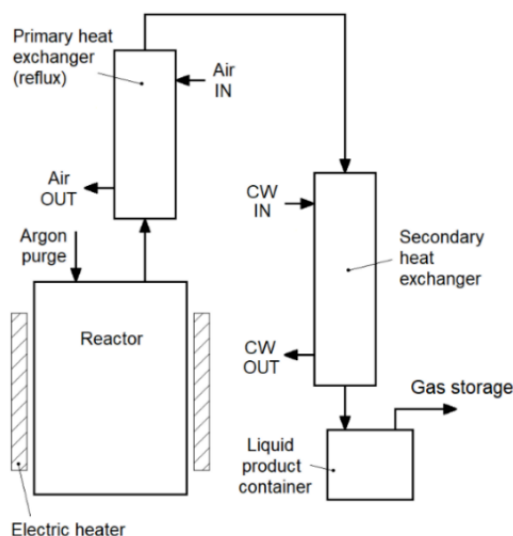 Primary heat
exchanger
(reflux)
Air
IN
Air
OUT
Argon
purge
Reactor
Electric heater
CW
IN
Secondary
heat
exchanger
CW
OUT
Gas storage
Liquid
product
container